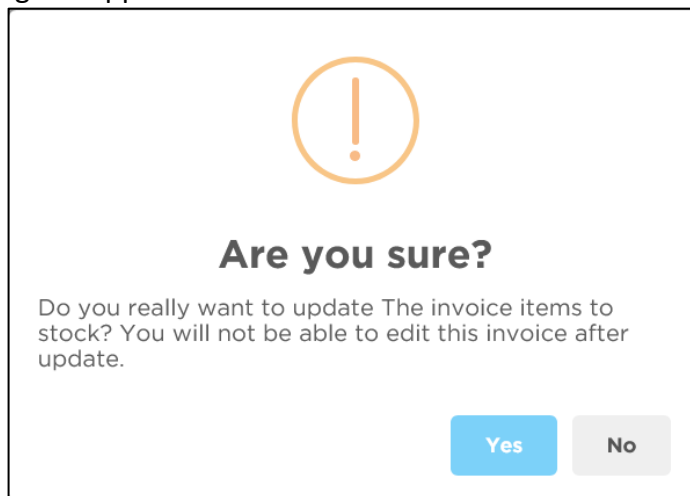 Are you sure?
Do you really want to update The invoice items to
stock? You will not be able to edit this invoice after
update.
Yes
No